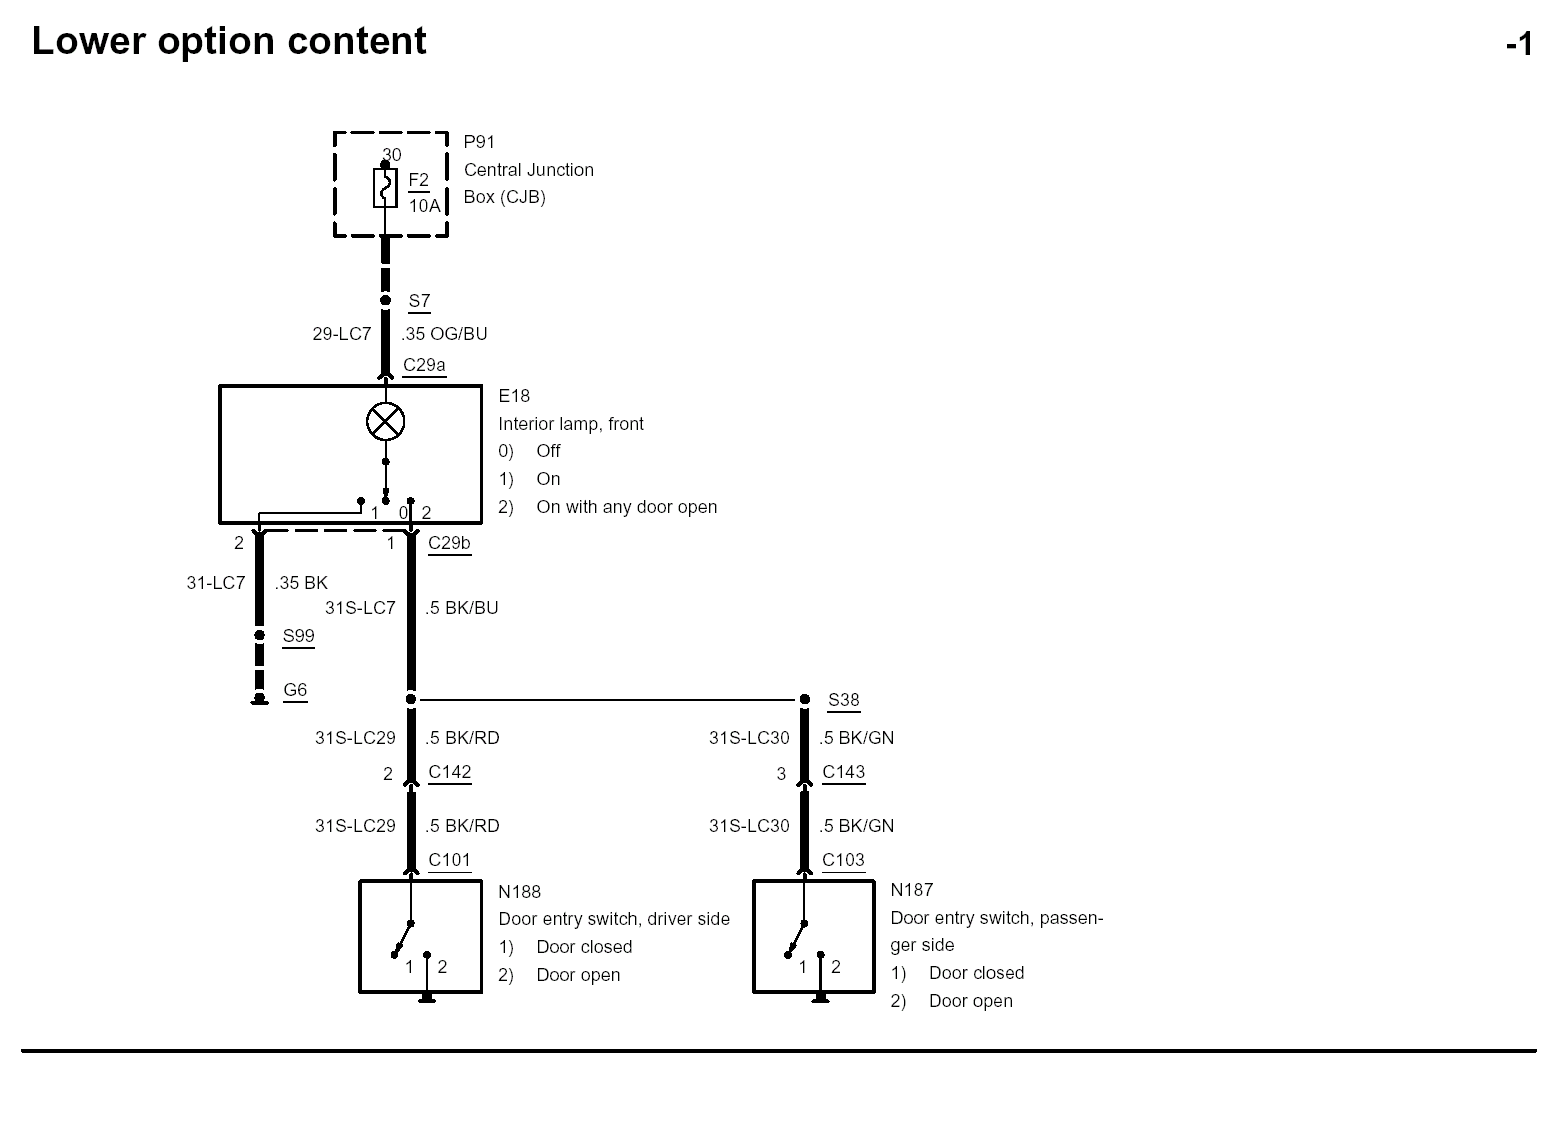 Lower option content
-1
30
F2
10A
P91
Central Junction
Box (CJB)
S7
29-LC7 .35 OG/BU
C29a
E18
Interior lamp, front
0) Off
1) On
2) On with any door open
1 0 2
2 1 C29b
31-LC7 .35 BK
31S-LC7 .5 BK/BU
S99
G6
S38
31S-LC29 .5 BK/RD 31S-LC30 .5 BK/GN
2 C142 3 C143
31S-LC29 .5 BK/RD 31S-LC30 .5 BK/GN
C101 C103
N188
Door entry switch, driver side
1) Door closed
2) Door open
1 2
N187
Door entry switch, passen-
ger side
1) Door closed
2) Door open
1 2